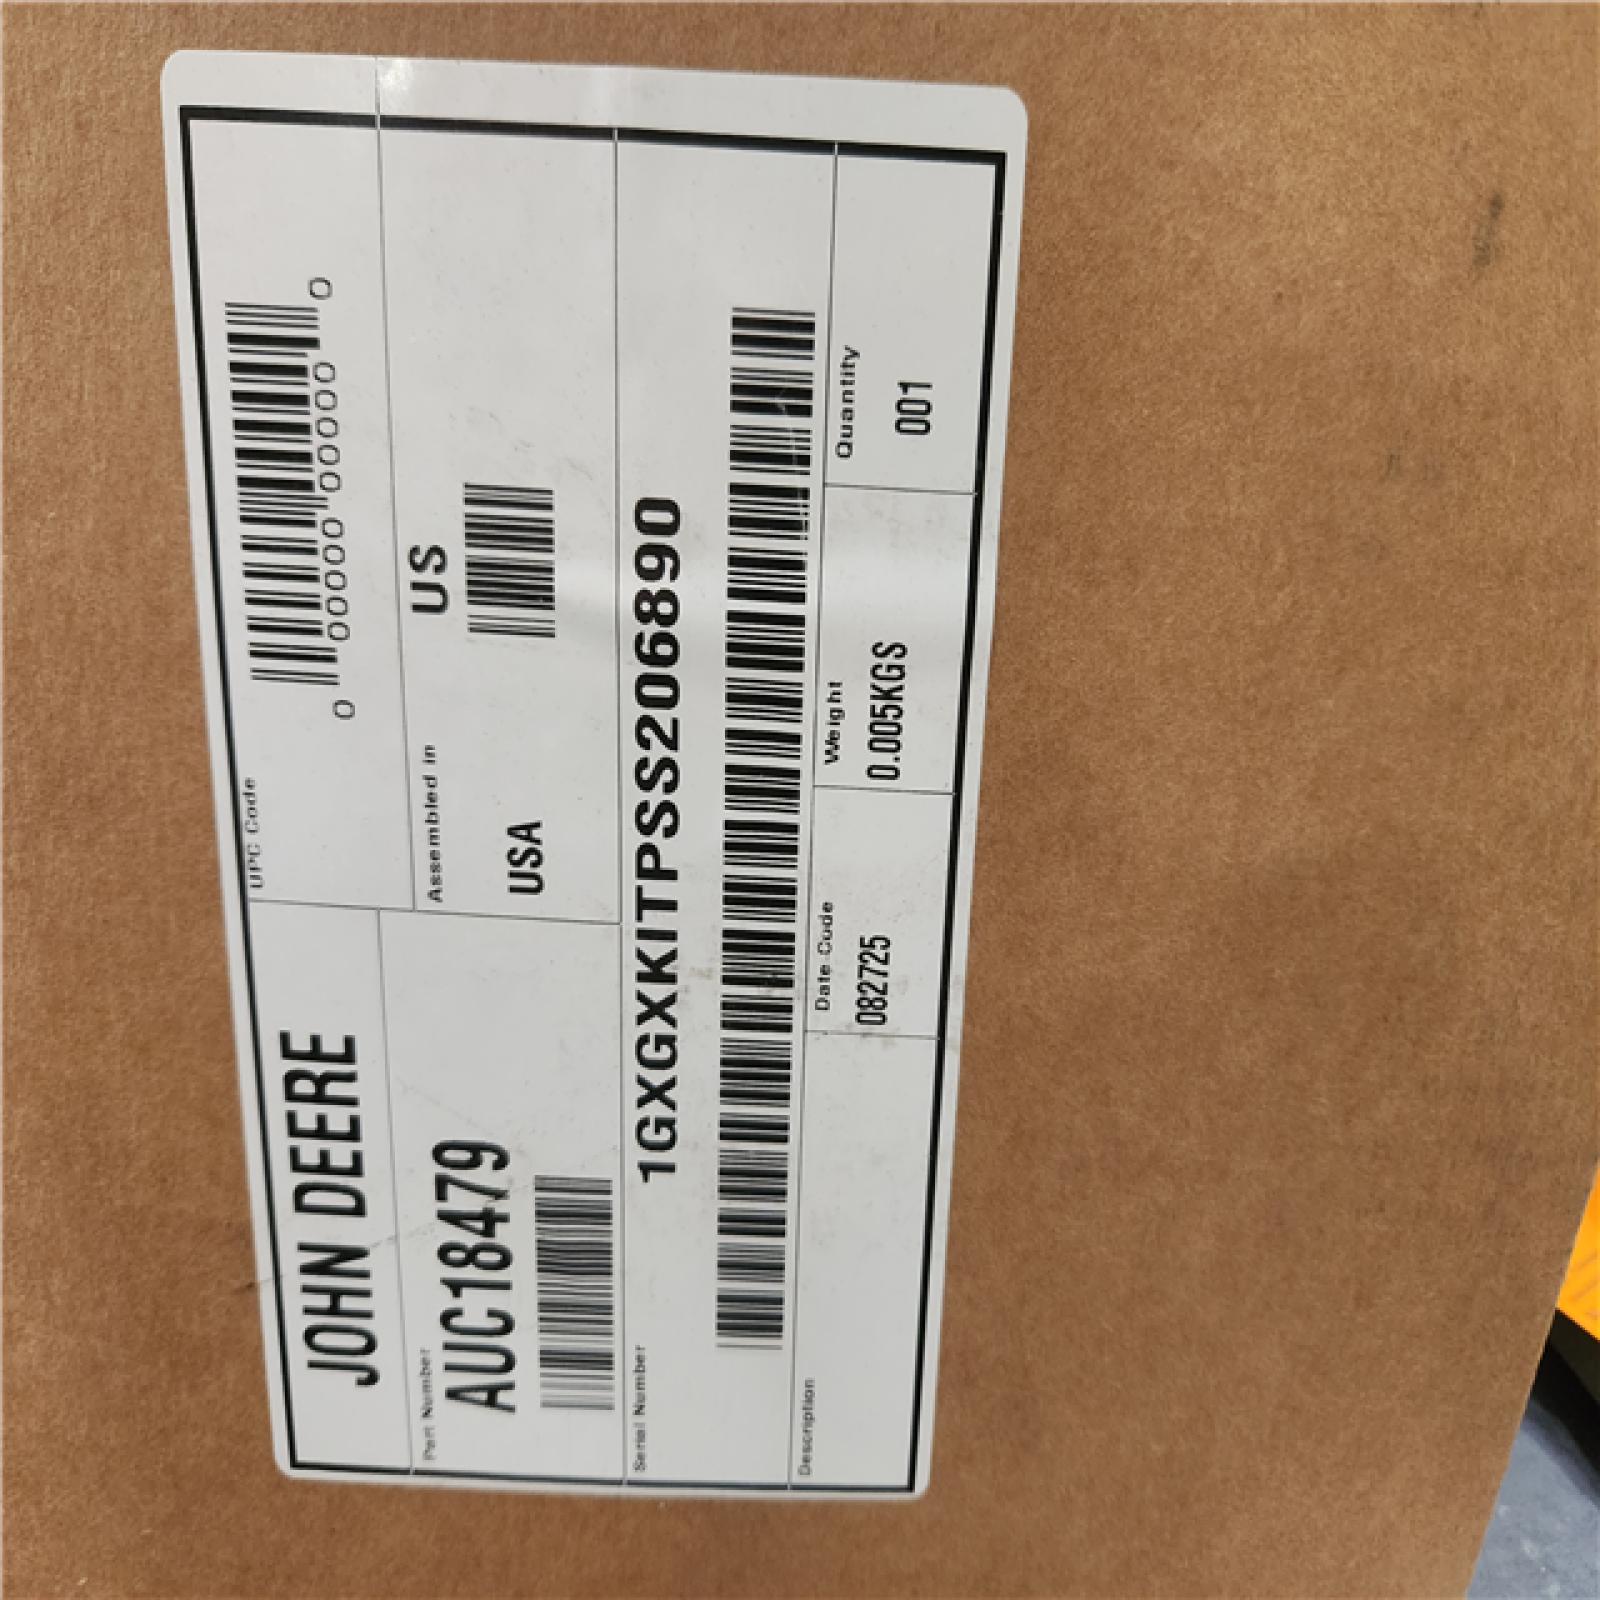 JOHN DEERE
UPC Code
0 00000 00000 0
Part Number
AUC18479
Assembled in
US
USA
Serial Number
1GXGXKITPSS206890
Description
Date Code
082725
Weight
0.005KGS
Quantity
001